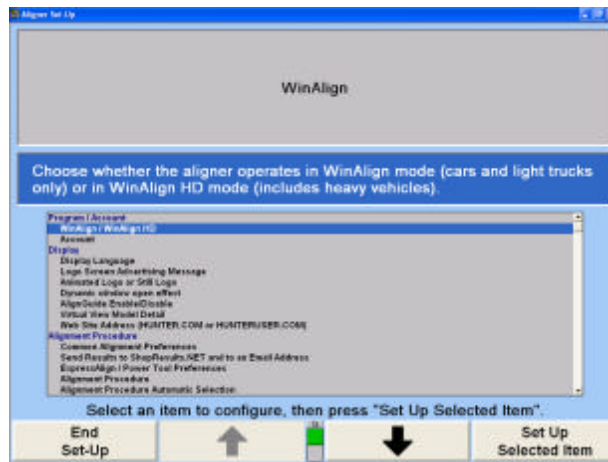 Aligner Set Up
WinAlign
Choose whether the aligner operates in WinAlign mode (cars and light trucks
only) or in WinAlign HD mode (includes heavy vehicles).
Program / Account
WinAlign / WinAlign HD
Account
Display
Display Language
Logo Screen Advertising Message
Animated Logo or Still Logo
Dynamic window open effect
AlignGuide Enable/Disable
Virtual View Model Detail
Web Site Address (HUNTER.COM or HUNTERUSER.COM)
Alignment Procedure
Common Alignment Preferences
Send Results to ShopResults.NET and to an Email Address
ExpressAlign / Power Tool Preferences
Alignment Procedure
Alignment Procedure Automatic Selection
Select an item to configure, then press "Set Up Selected Item".
End
Set-Up
Set Up
Selected Item